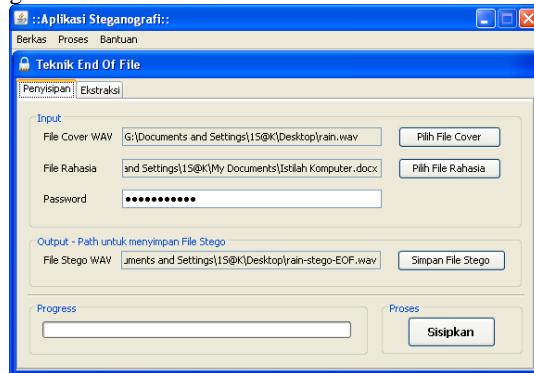 ::Aplikasi Steganografi::
Berkas Proses Bantuan
Teknik End Of File
Penyisipan Ekstraksi
Input
File Cover WAV G:\Documents and Settings\1S@K\Desktop\rain.wav Pilih File Cover
File Rahasia and Settings\1S@K\My Documents\Istilah Komputer.docx Pilih File Rahasia
Password •••••••••••
Output - Path untuk menyimpan File Stego
File Stego WAV uments and Settings\1S@K\Desktop\rain-stego-EOF.wav Simpan File Stego
Progress Proses
Sisipkan